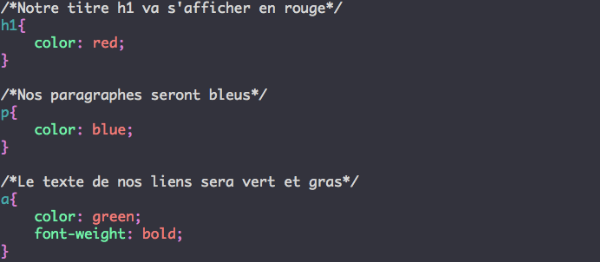 /*Notre titre h1 va s'afficher en rouge*/
h1{
    color: red;
}

/*Nos paragraphes seront bleus*/
p{
    color: blue;
}

/*Le texte de nos liens sera vert et gras*/
a{
    color: green;
    font-weight: bold;
}